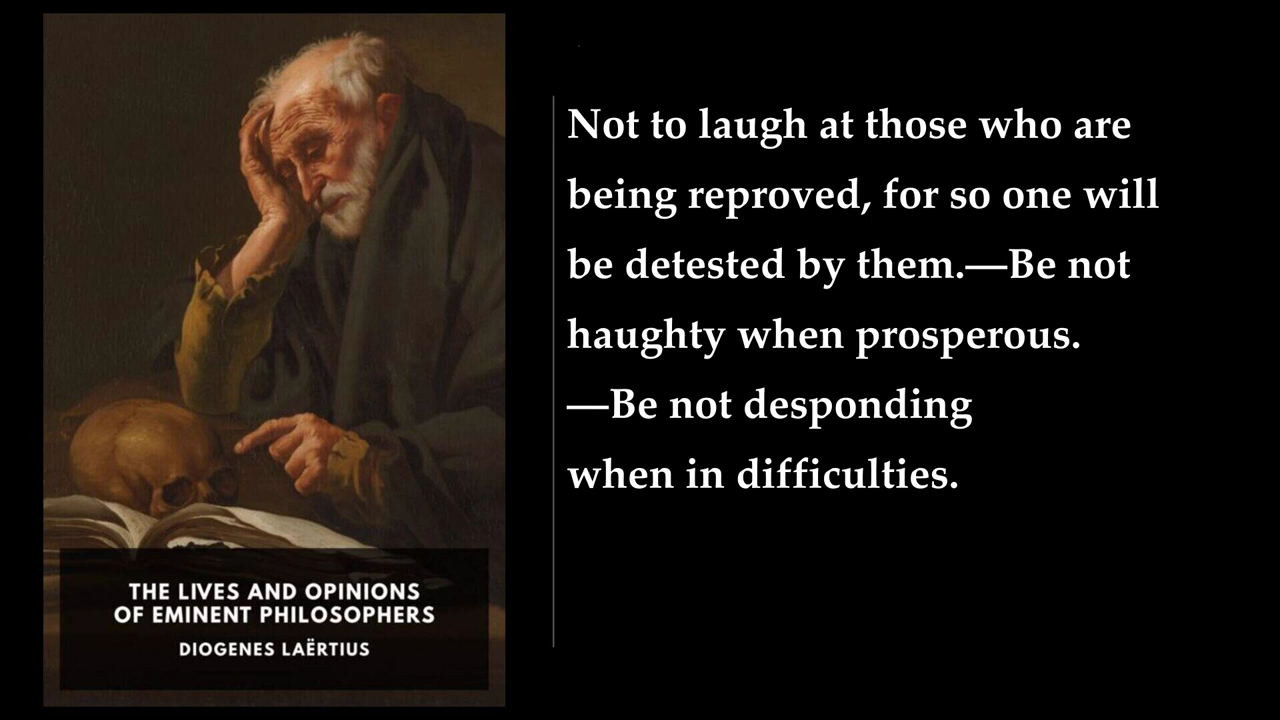 THE LIVES AND OPINIONS
OF EMINENT PHILOSOPHERS
DIOGENES LAËRTIUS
Not to laugh at those who are
being reproved, for so one will
be detested by them.—Be not
haughty when prosperous.
—Be not desponding
when in difficulties.